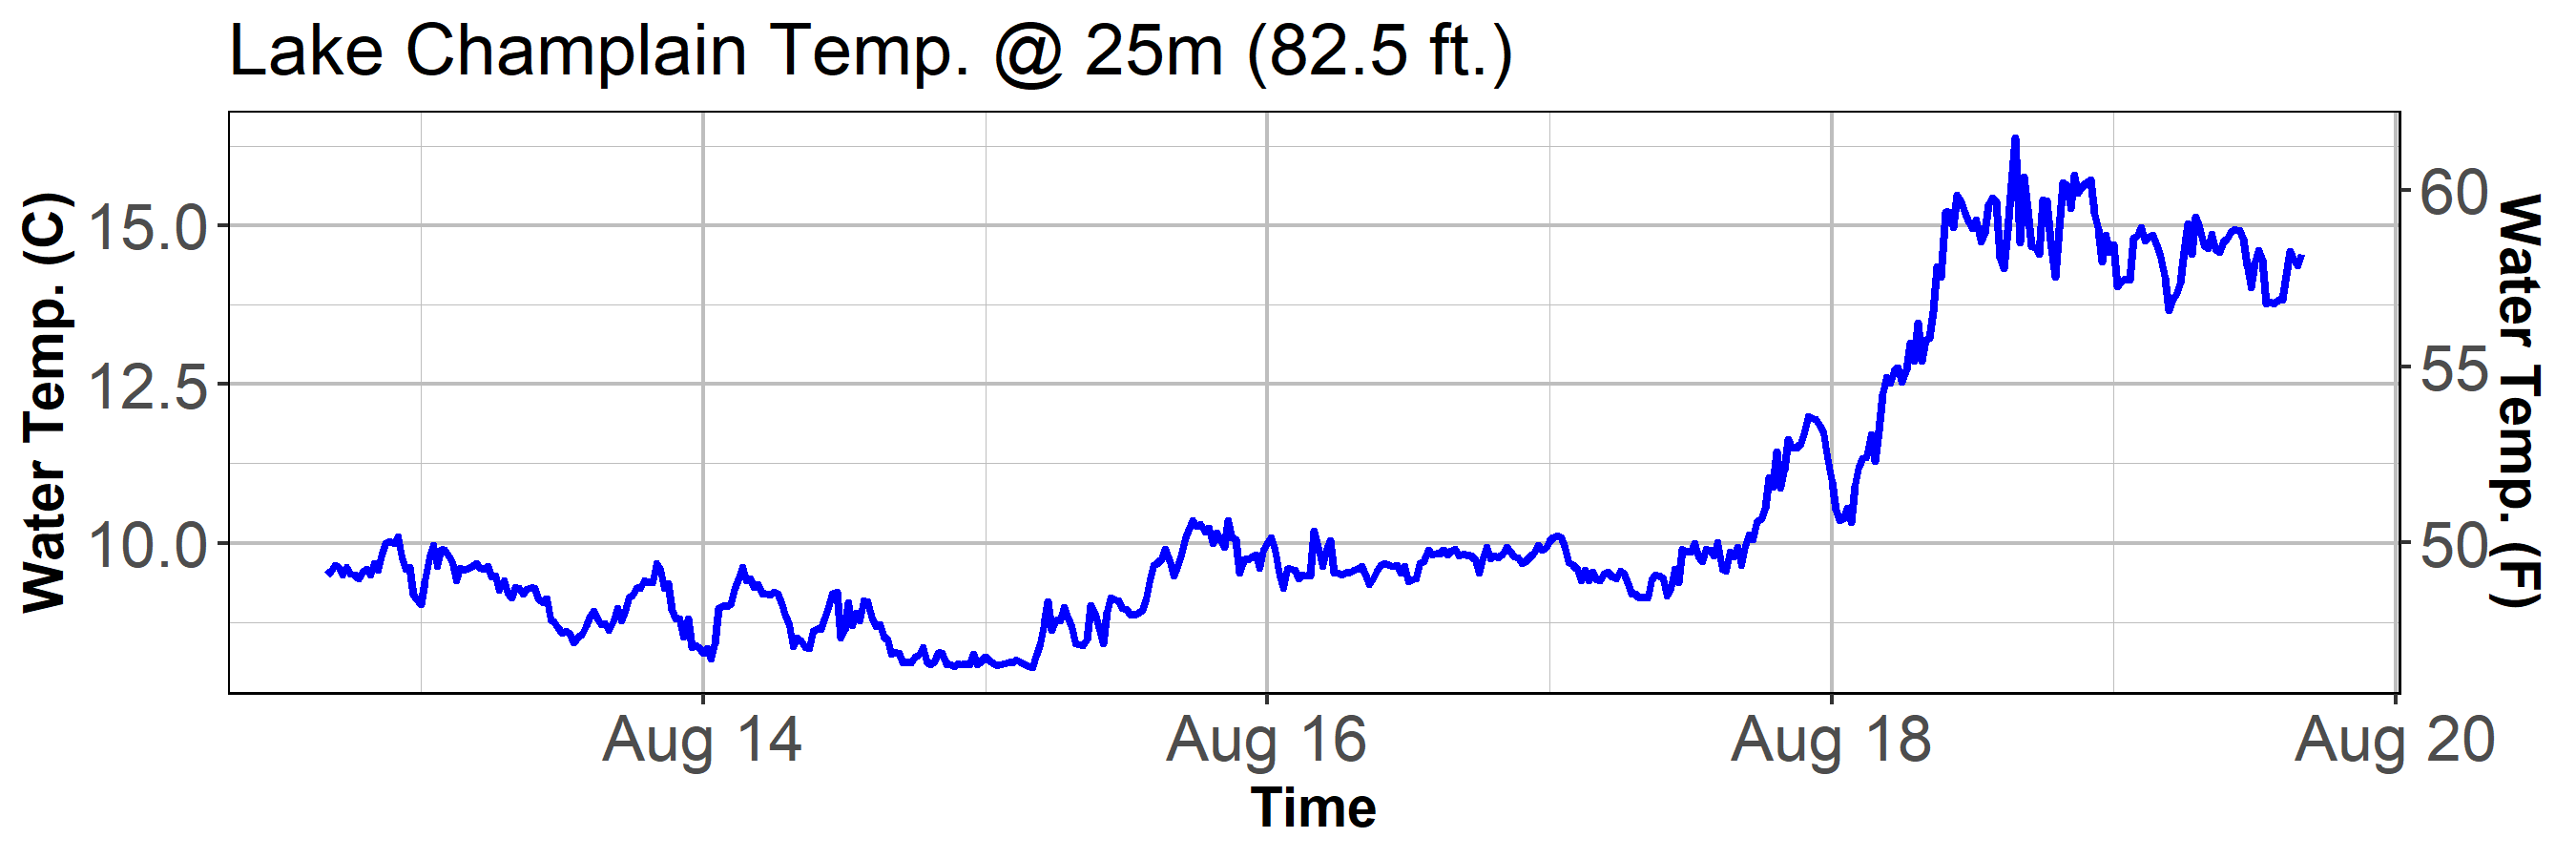 Lake Champlain Temp. @ 25m (82.5 ft.)
Water Temp. (C)
15.0
12.5
10.0
60
55
50
Water Temp. (F)
Aug 14
Aug 16
Aug 18
Aug 20
Time